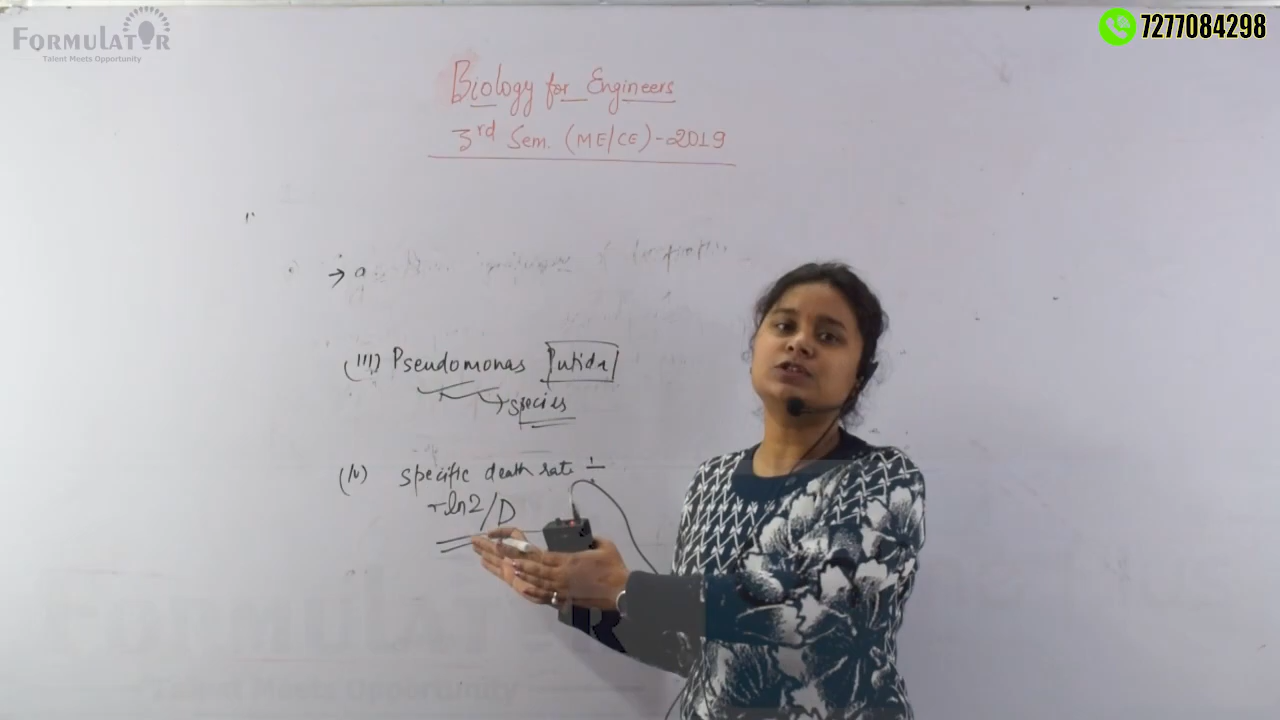 FORMULATOR
Talent Meets Opportunity
7277084298
Biology for Engineers
3rd Sem. (ME/CE)-2019
(III) Pseudomonas Putida
species
(IV) specific death rate
ln2/D